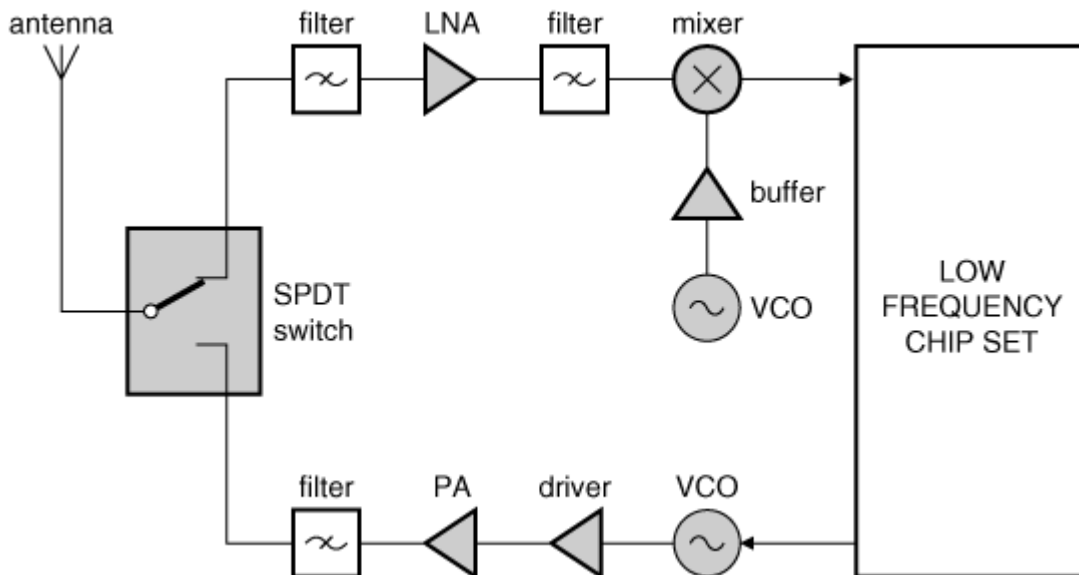 antenna
filter
LNA
filter
mixer
buffer
VCO
SPDT
switch
LOW
FREQUENCY
CHIP SET
filter
PA
driver
VCO